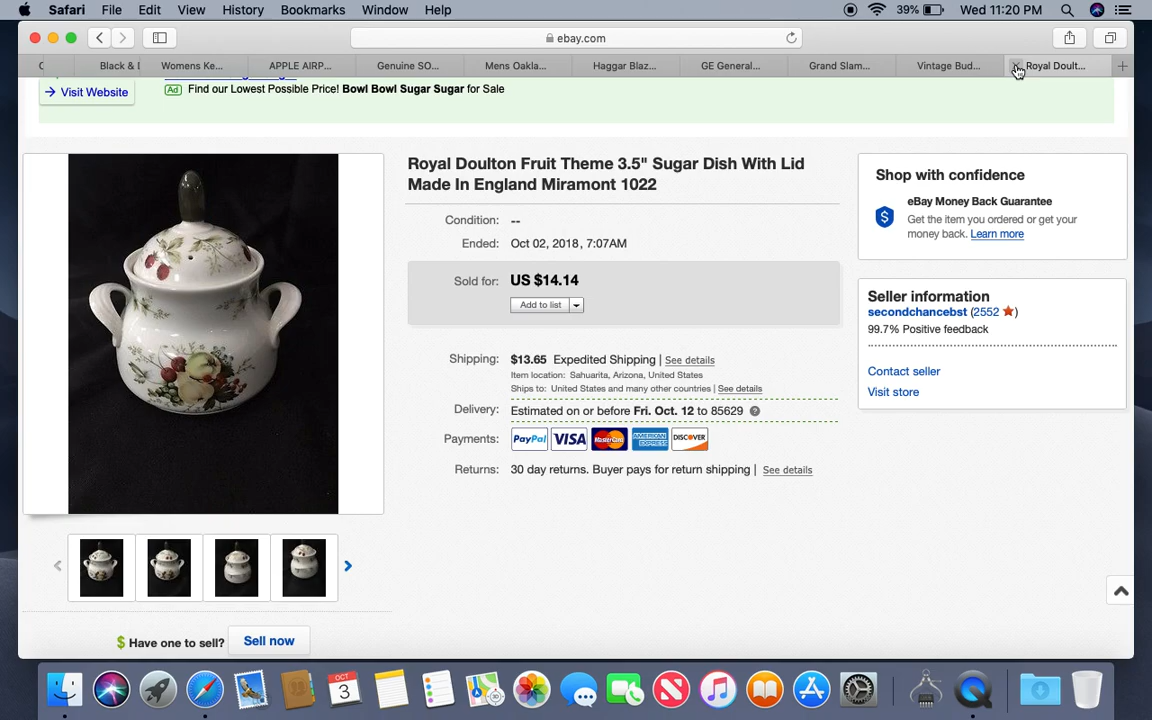 Safari File Edit View History Bookmarks Window Help 39% Wed 11:20 PM
ebay.com
Black & Womens Ke... APPLE AIRP... Genuine SO... Mens Oakla... Haggar Blaz... GE General... Grand Slam... Vintage Bud... Royal Doult...
Visit Website
Ad Find our Lowest Possible Price! Bowl Bowl Sugar Sugar for Sale
Royal Doulton Fruit Theme 3.5" Sugar Dish With Lid
Made In England Miramont 1022
Condition: --
Ended: Oct 02, 2018, 7:07AM
Sold for: US $14.14
Add to list
Shipping: $13.65 Expedited Shipping | See details
Item location: Sahuarita, Arizona, United States
Ships to: United States and many other countries | See details
Delivery: Estimated on or before Fri. Oct. 12 to 85629 ?
Payments: PayPal VISA MasterCard AMERICAN EXPRESS DISCOVER
Returns: 30 day returns. Buyer pays for return shipping | See details
Shop with confidence
eBay Money Back Guarantee
Get the item you ordered or get your
money back. Learn more
Seller information
secondchancebst (2552)
99.7% Positive feedback
Contact seller
Visit store
$ Have one to sell? Sell now
OCT
3